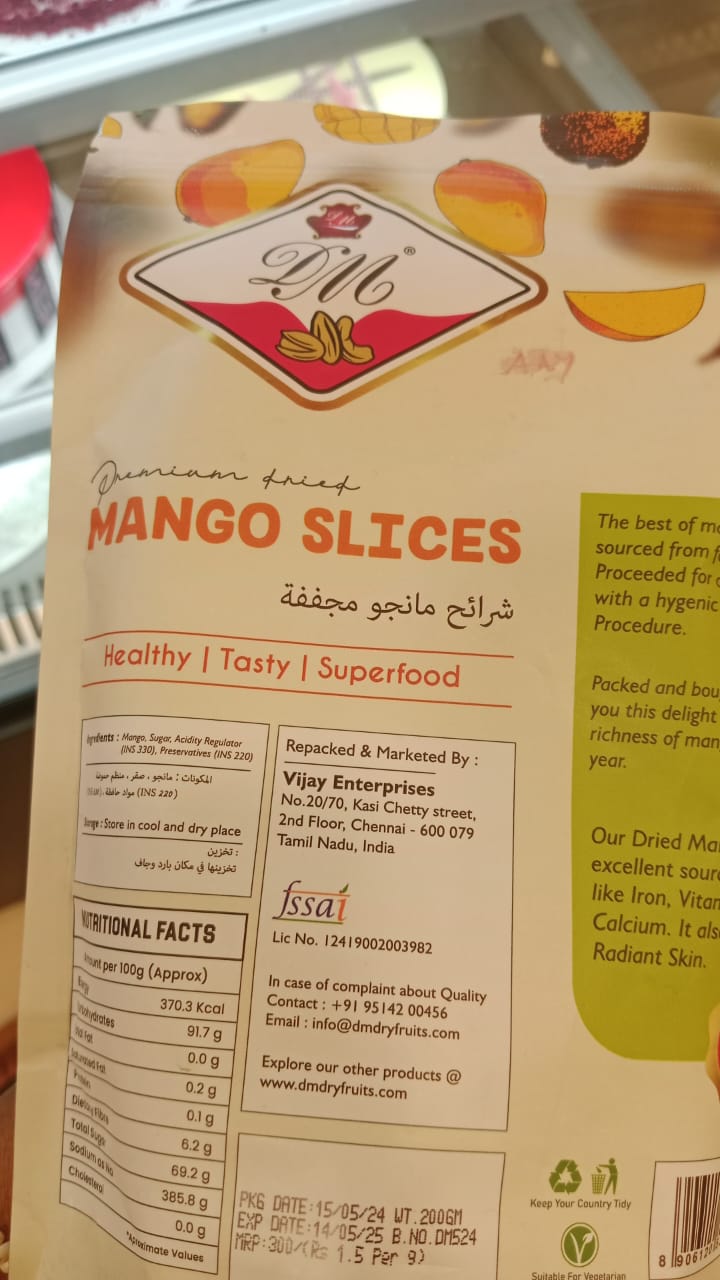 DM®
Premium dried
MANGO SLICES
شرائح مانجو مجففة
Healthy | Tasty | Superfood
Ingredients : Mango, Sugar, Acidity Regulator
(INS 330), Preservatives (INS 220)
المكونات : مانجو ، صقر ، منظم حموضة
مواد حافظة (INS 220)
Storage : Store in cool and dry place
تخزين :
تخزينها في مكان بارد وجاف
NUTRITIONAL FACTS
Amount per 100g (Approx)
Energy 370.3 Kcal
Carbohydrates 91.7 g
Total Fat 0.0 g
Saturated Fat 0.2 g
Protein 0.1 g
Dietary Fibre 6.2 g
Total Sugar 69.2 g
Sodium as Na 385.8 g
Cholesterol 0.0 g
*Aproximate Values
Repacked & Marketed By :
Vijay Enterprises
No.20/70, Kasi Chetty street,
2nd Floor, Chennai - 600 079
Tamil Nadu, India
fssai
Lic No. 12419002003982
In case of complaint about Quality
Contact : +91 95142 00456
Email : info@dmdryfruits.com
Explore our other products @
www.dmdryfruits.com
PKG DATE:15/05/24 WT.200GM
EXP DATE:14/05/25 B.NO.DM524
MRP:300/(Rs 1.5 Per g)
The best of
sourced from
Proceeded for
with a hygenic
Procedure.
Packed and
you this delight
richness of
year.
Our Dried
excellent
like Iron,
Calcium. It
Radiant Skin.
Keep Your Country Tidy
Suitable For Vegetarian